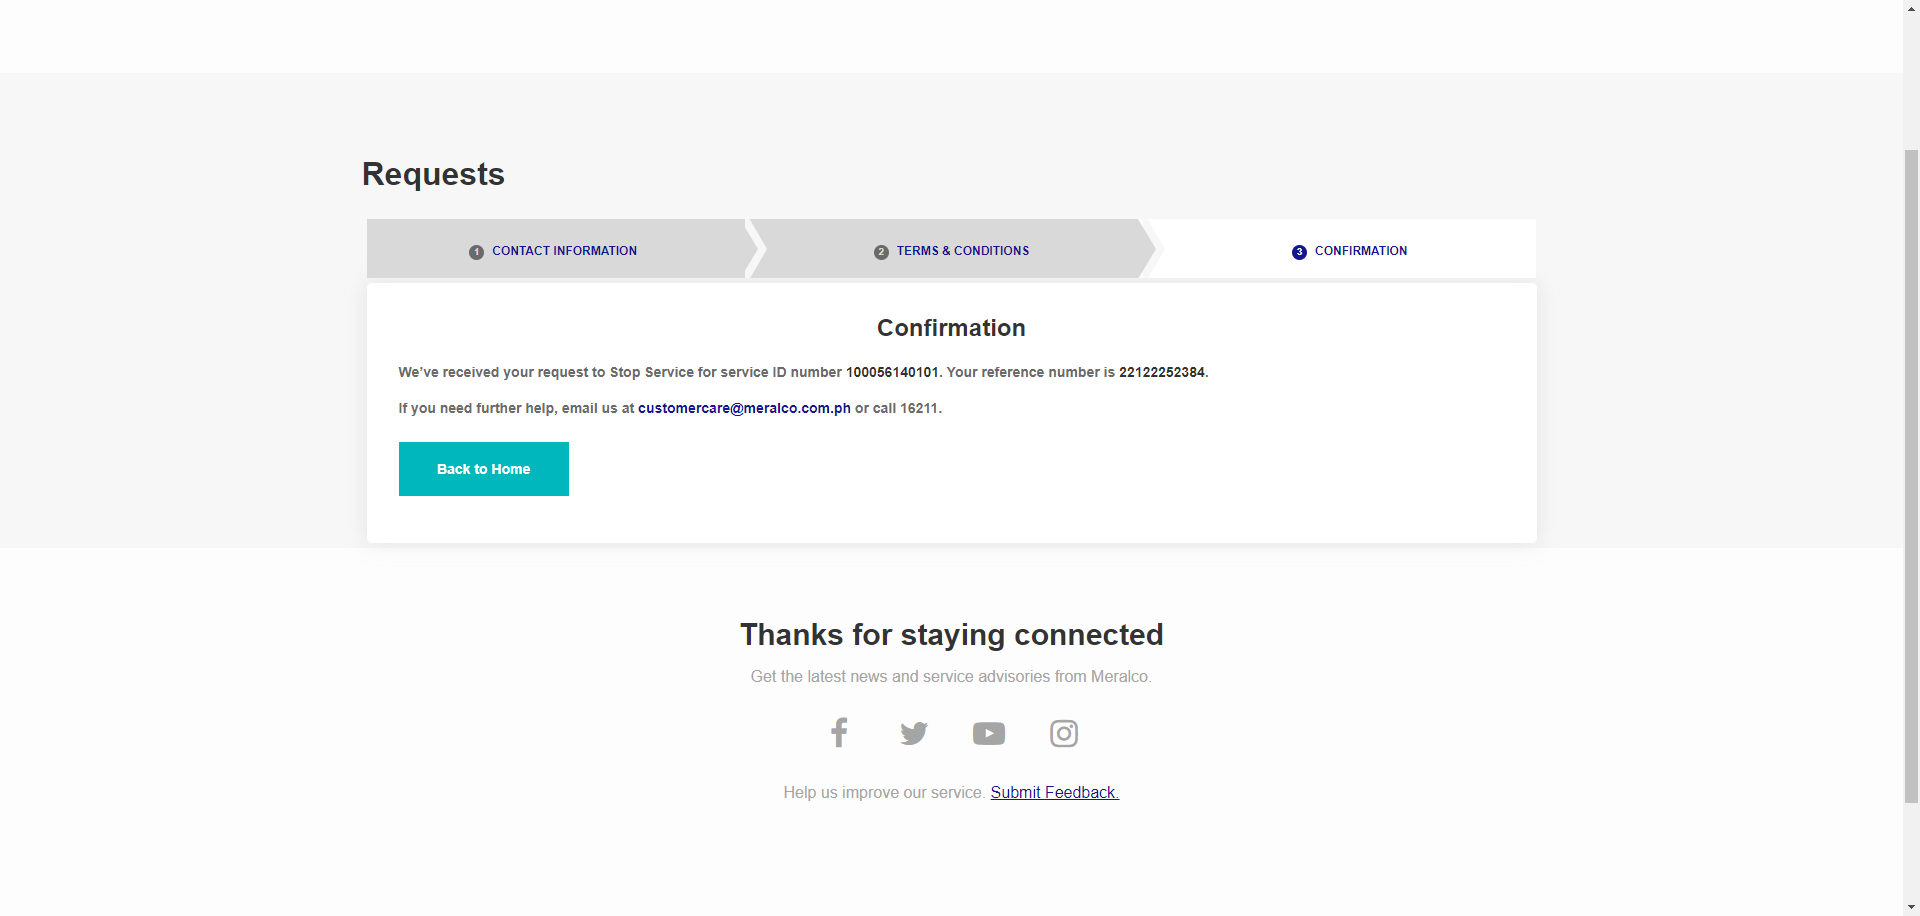 Requests
1 CONTACT INFORMATION
2 TERMS & CONDITIONS
3 CONFIRMATION
Confirmation
We’ve received your request to Stop Service for service ID number 100056140101. Your reference number is 22122252384.
If you need further help, email us at customercare@meralco.com.ph or call 16211.
Back to Home
Thanks for staying connected
Get the latest news and service advisories from Meralco.
Help us improve our service. Submit Feedback.